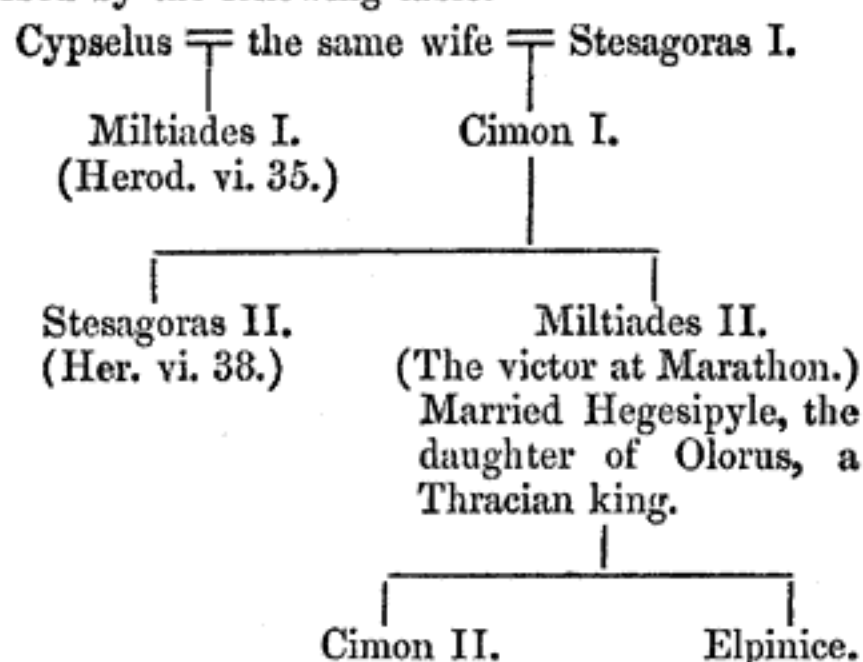 Cypselus the same wife Stesagoras I.
Miltiades I. Cimon I.
(Herod. vi. 35.)
Stesagoras II. Miltiades II.
(Her. vi. 38.) (The victor at Marathon.)
Married Hegesipyle, the
daughter of Olorus, a
Thracian king.
Cimon II. Elpinice.